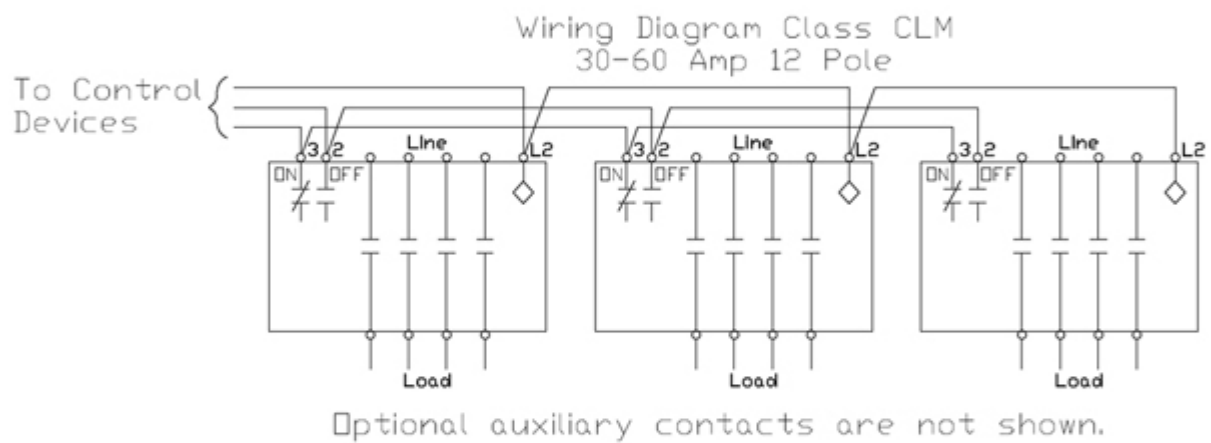 Wiring Diagram Class CLM
30-60 Amp 12 Pole
To Control
Devices
3 2 Line L2
3 2 Line L2
3 2 Line L2
ON OFF
ON OFF
ON OFF
Load
Load
Load
Optional auxiliary contacts are not shown.